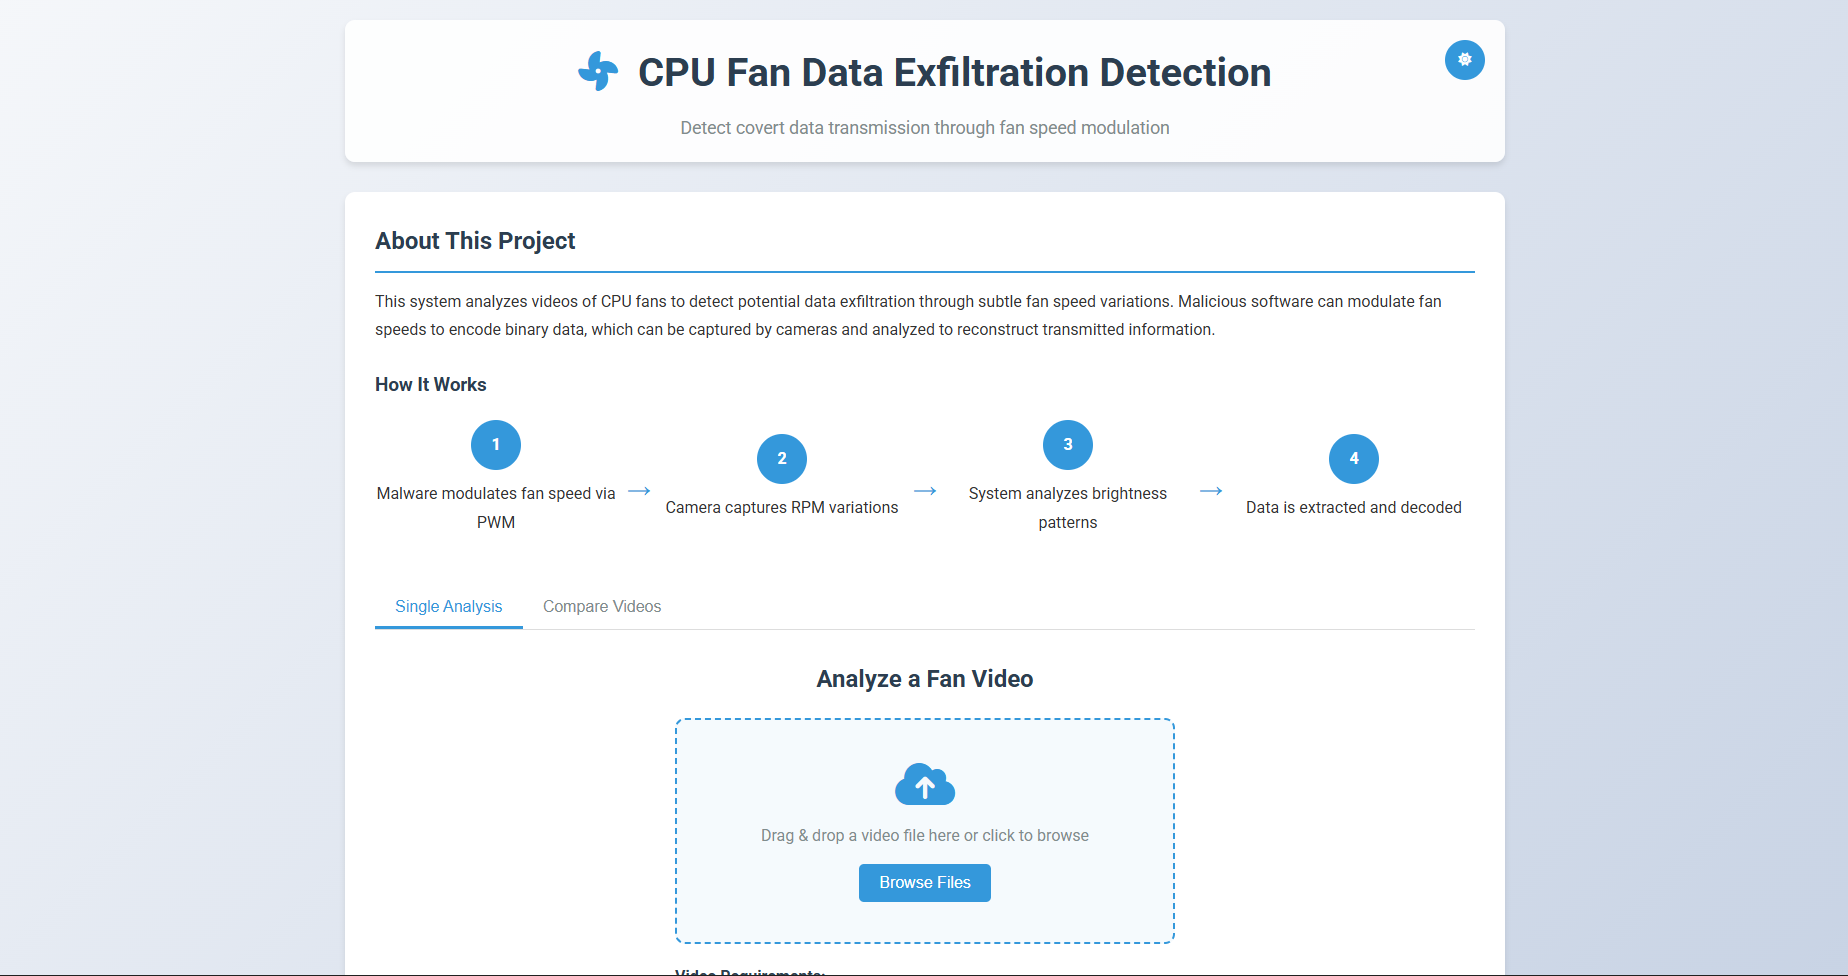 CPU Fan Data Exfiltration Detection
Detect covert data transmission through fan speed modulation
About This Project
This system analyzes videos of CPU fans to detect potential data exfiltration through subtle fan speed variations. Malicious software can modulate fan
speeds to encode binary data, which can be captured by cameras and analyzed to reconstruct transmitted information.
How It Works
1
Malware modulates fan speed via
PWM
→
2
Camera captures RPM variations
→
3
System analyzes brightness
patterns
→
4
Data is extracted and decoded
Single Analysis
Compare Videos
Analyze a Fan Video
Drag & drop a video file here or click to browse
Browse Files
Video Requirements: